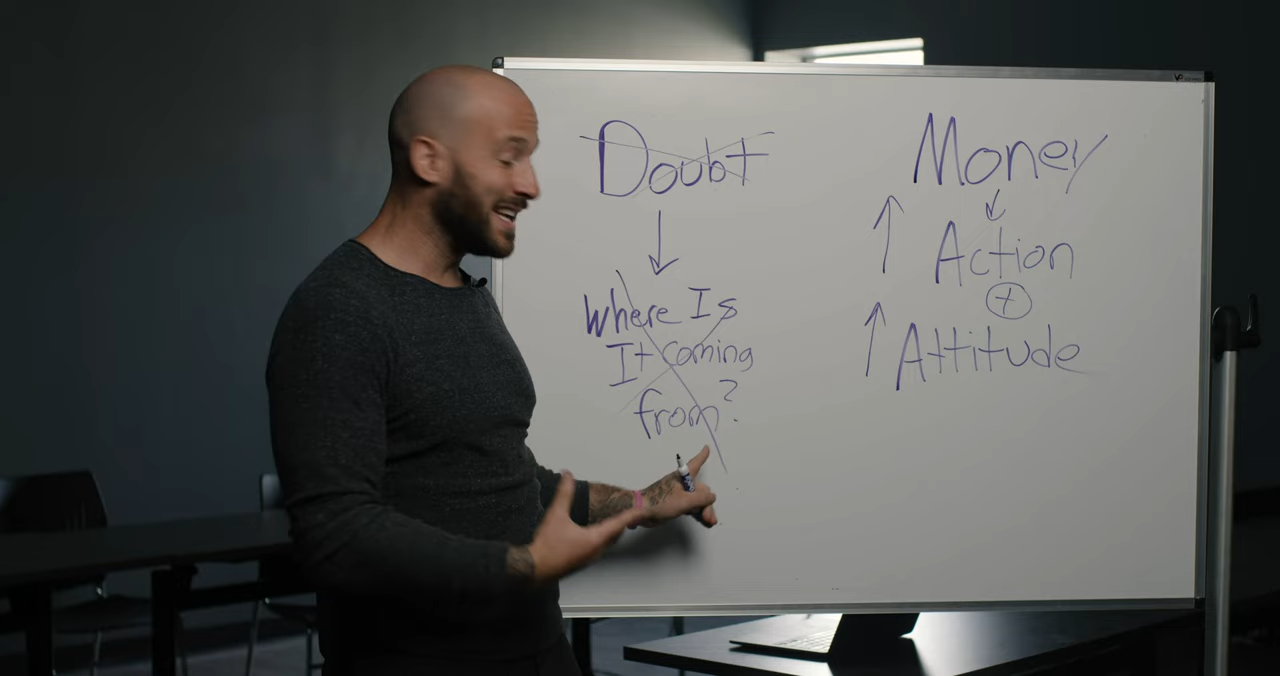 Doubt
↓
Where Is
It coming
from?
Money
↓
↑ Action
+
↑ Attitude